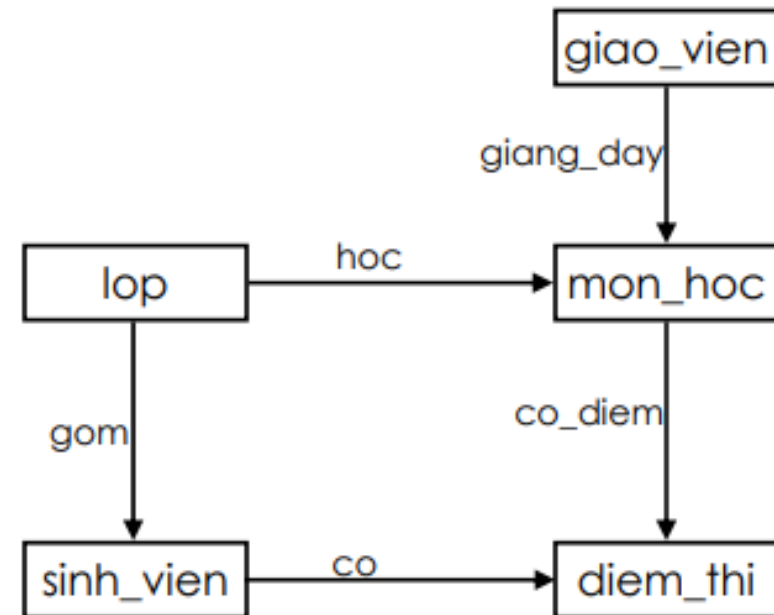 giao_vien
giang_day
lop
hoc
mon_hoc
gom
co_diem
sinh_vien
co
diem_thi